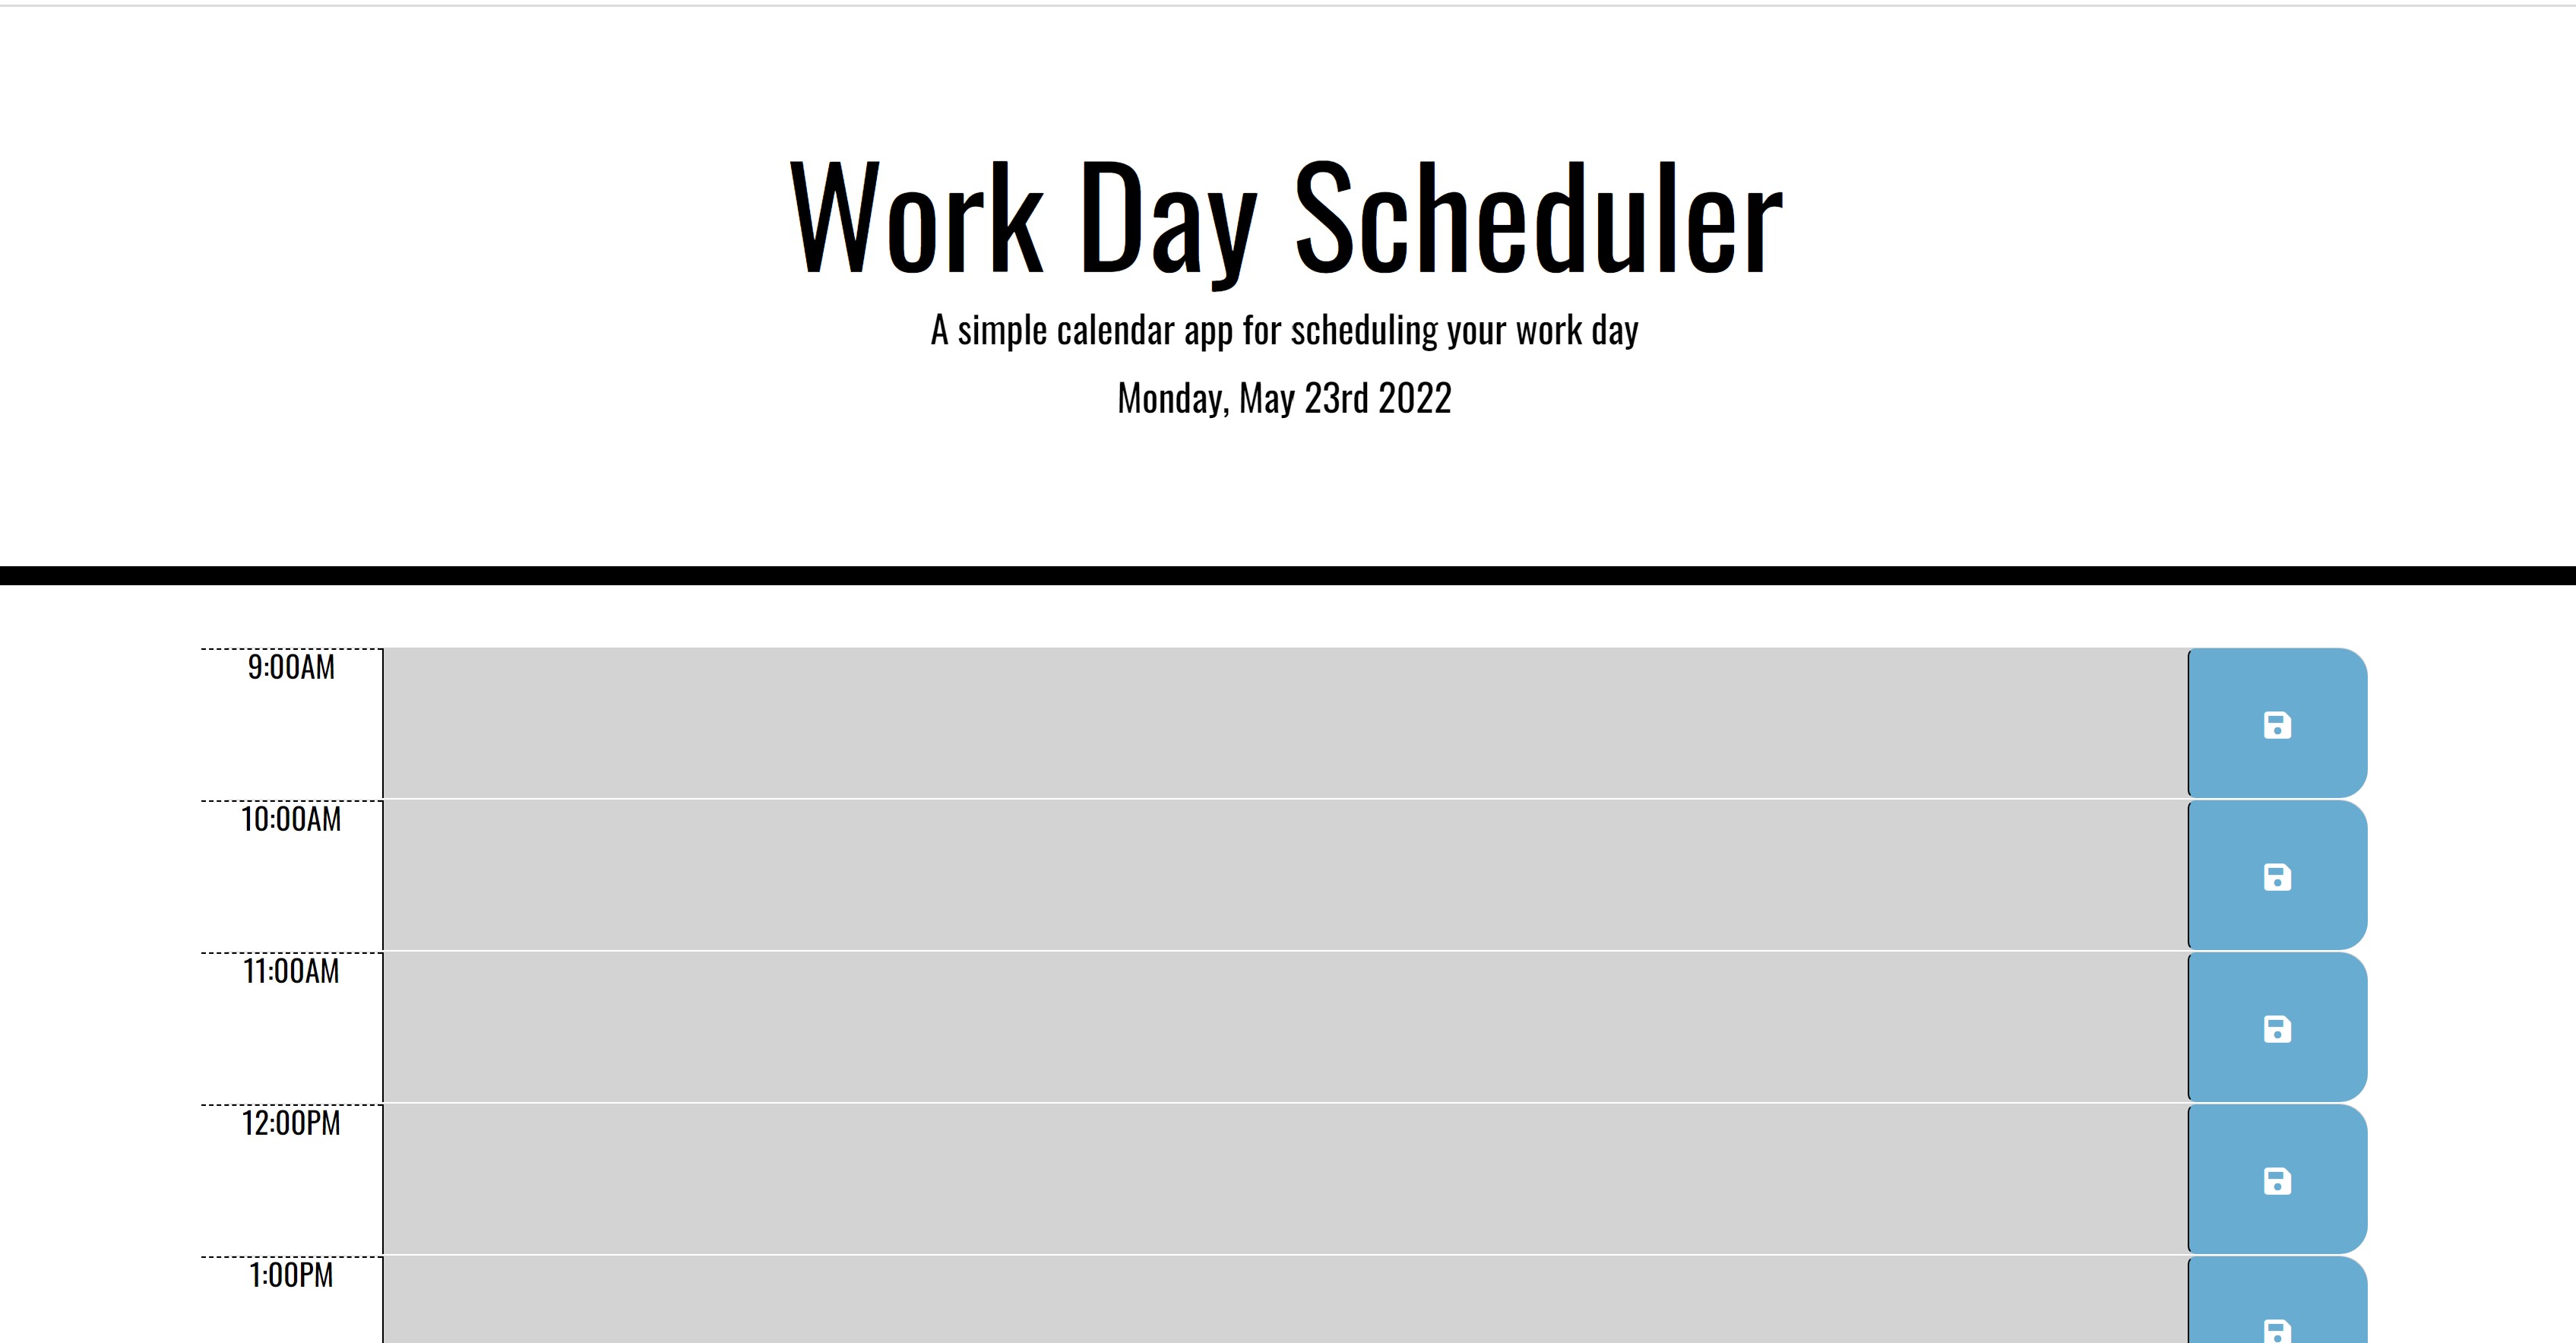 Work Day Scheduler
A simple calendar app for scheduling your work day
Monday, May 23rd 2022
9:00AM
10:00AM
11:00AM
12:00PM
1:00PM